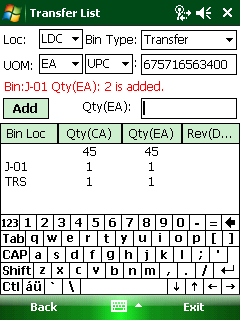 Transfer List
Loc: LDC Bin Type: Transfer
UOM: EA UPC : 675716563400
Bin:J-01 Qty(EA): 2 is added.
Add Qty(EA):
Bin Loc Qty(CA) Qty(EA) Rev(D...
45 45
J-01 1 1
TRS 1 1
123 1 2 3 4 5 6 7 8 9 0 - = ←
Tab q w e r t y u i o p [ ]
CAP a s d f g h j k l ; '
Shift z x c v b n m , . / ↵
Ctl áü ` \ ↓ ↑ ← →
Back Exit